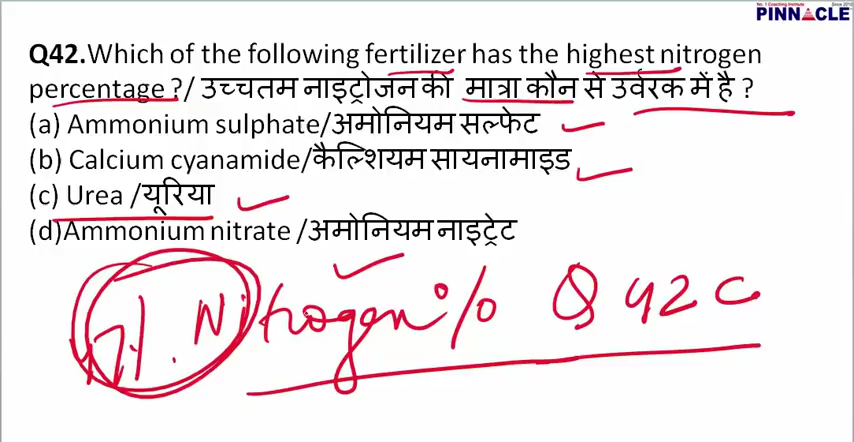 No. 1 Coaching Institute Since 2010
PINNACLE
Q42.Which of the following fertilizer has the highest nitrogen
percentage ?/ उच्चतम नाइट्रोजन की मात्रा कौन से उर्वरक में है ?
(a) Ammonium sulphate/अमोनियम सल्फेट
(b) Calcium cyanamide/कैल्शियम सायनामाइड
(c) Urea /यूरिया
(d)Ammonium nitrate /अमोनियम नाइट्रेट
Nitrogen % Q 42 C